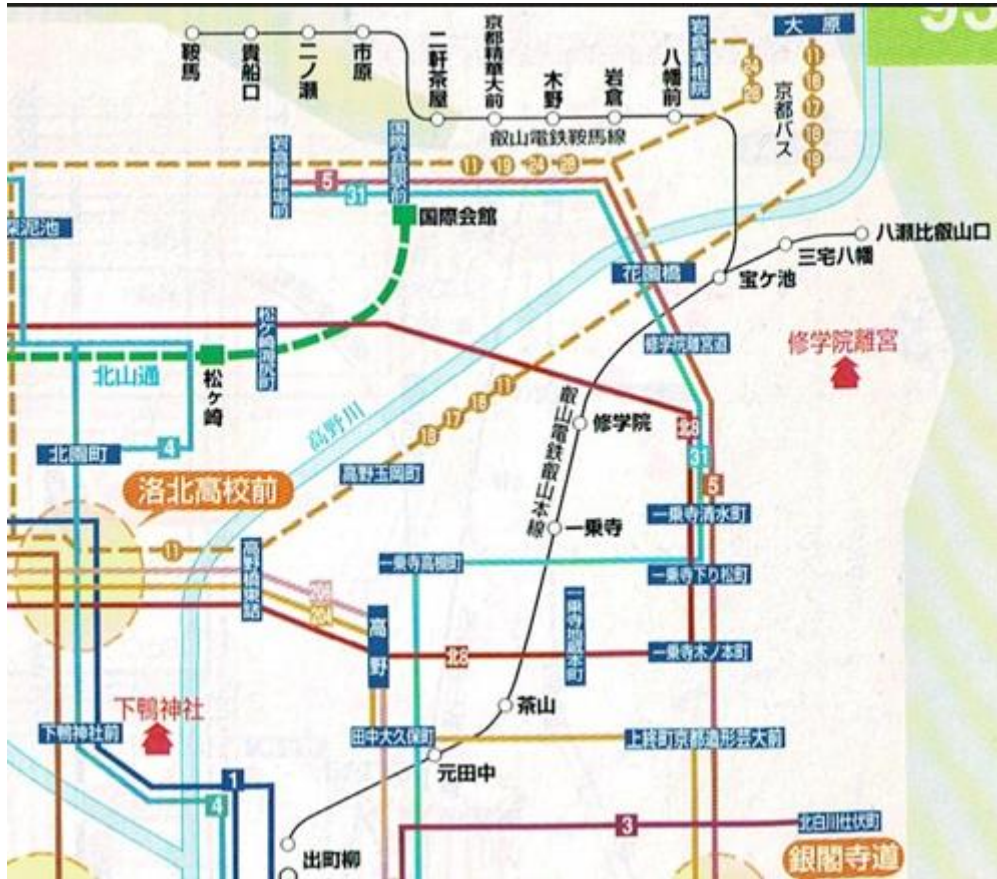 93
鞍馬
貴船口
二ノ瀬
市原
二軒茶屋
京都精華大前
木野
岩倉
八幡前
岩倉実相院
大原
24
28
11
16
17
18
19
京都バス
叡山電鉄鞍馬線
岩倉操車場前
国際会館駅前
11
19
24
28
5
31
国際会館
深泥池
花園橋
宝ケ池
三宅八幡
八瀬比叡山口
修学院離宮道
修学院離宮
松ケ崎海尻町
北山通
松ケ崎
高野川
11
16
17
18
叡山電鉄叡山本線
修学院
北8
31
5
4
北園町
洛北高校前
高野玉岡町
一乗寺清水町
一乗寺
11
高野橋東詰
一乗寺高槻町
一乗寺下り松町
206
204
高野
北8
一乗寺地蔵本町
一乗寺木ノ本町
茶山
下鴨神社
下鴨神社前
田中大久保町
上終町京都造形芸大前
元田中
1
4
3
北白川仕伏町
出町柳
銀閣寺道